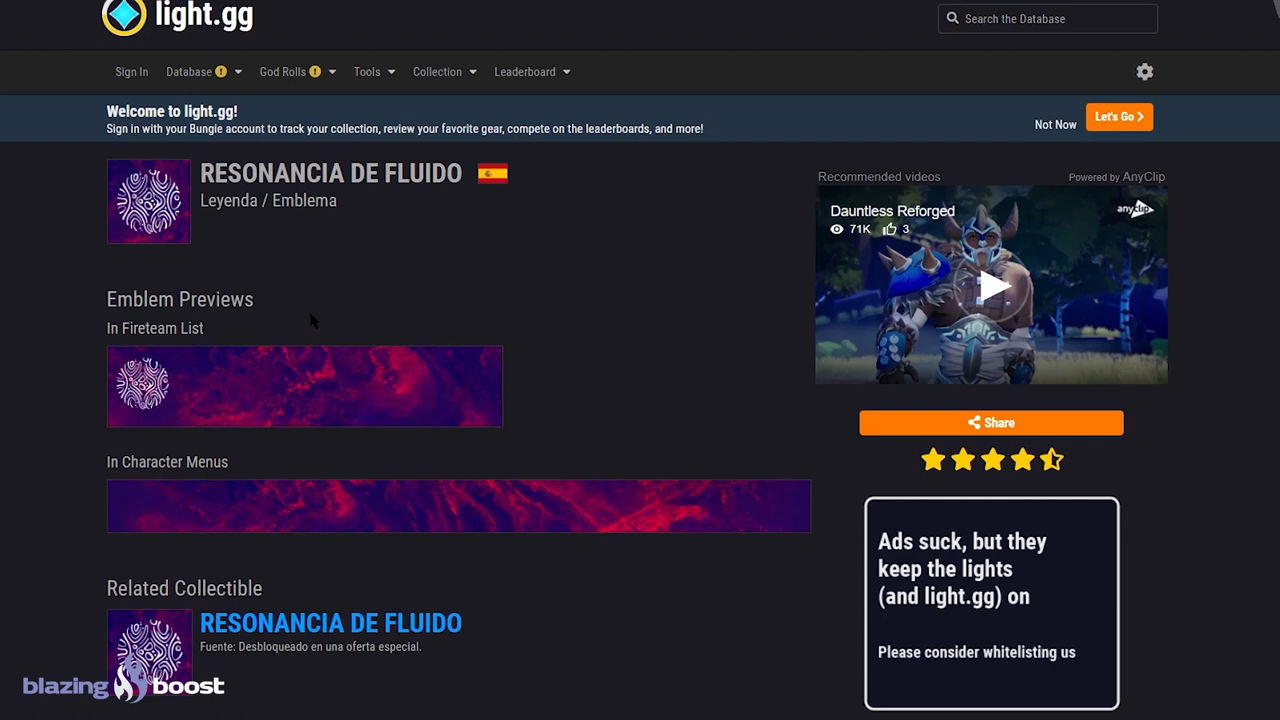 light.gg
Search the Database
Sign In Database ! God Rolls ! Tools Collection Leaderboard
Welcome to light.gg!
Sign in with your Bungie account to track your collection, review your favorite gear, compete on the leaderboards, and more!
Not Now Let's Go
RESONANCIA DE FLUIDO
Leyenda / Emblema
Recommended videos Powered by AnyClip
Dauntless Reforged
71K 3
anyclip
Emblem Previews
In Fireteam List
Share
In Character Menus
Ads suck, but they
keep the lights
(and light.gg) on
Please consider whitelisting us
Related Collectible
RESONANCIA DE FLUIDO
Fuente: Desbloqueado en una oferta especial.
blazing boost